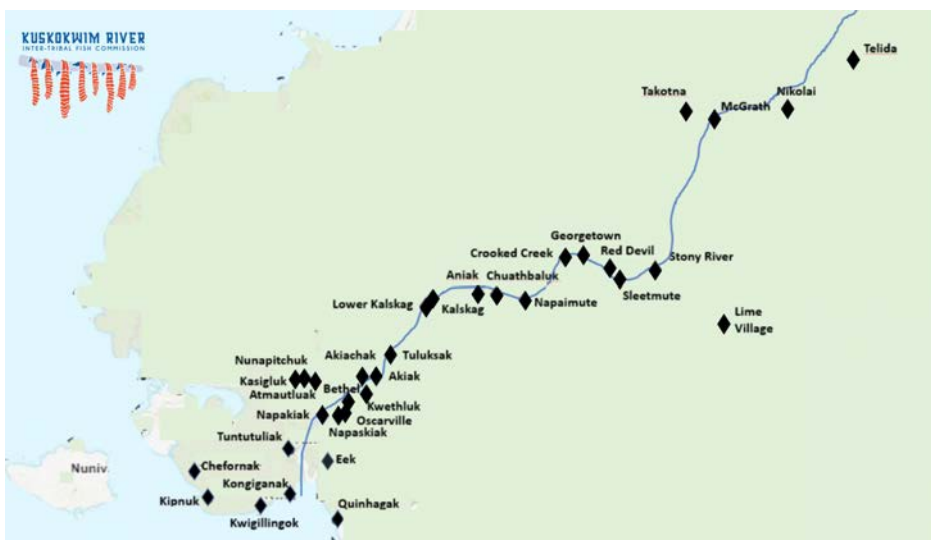 KUSKOKWIM RIVER
INTER-TRIBAL FISH COMMISSION
Telida
Takotna
Nikolai
McGrath
Georgetown
Crooked Creek
Red Devil
Stony River
Aniak
Chuathbaluk
Sleetmute
Lower Kalskag
Kalskag
Napaimute
Lime
Village
Tuluksak
Akiachak
Nunapitchuk
Akiak
Kasigluk
Bethel
Atmautluak
Kwethluk
Napakiak
Oscarville
Napaskiak
Tuntutuliak
Eek
Chefornak
Nuniv
Kongiganak
Kipnuk
Quinhagak
Kwigillingok